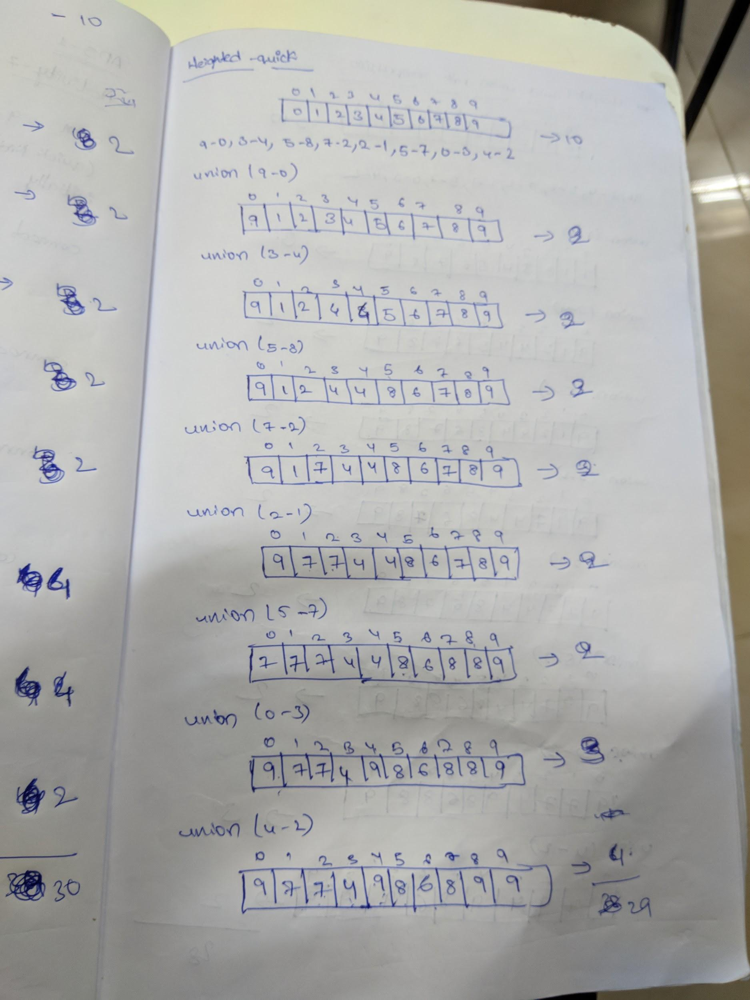 - 10
→ 2
→ 2
→ 2
2
2
4
4
2
30
Weighted - quick
0 1 2 3 4 5 6 7 8 9
0 1 2 3 4 5 6 7 8 9 → 10
9-0, 3-4, 5-8, 7-2, 2-1, 5-7, 0-3, 4-2
union (9-0)
0 1 2 3 4 5 6 7 8 9
9 1 2 3 4 5 6 7 8 9 → 2
union (3-4)
0 1 2 3 4 5 6 7 8 9
9 1 2 4 4 5 6 7 8 9 → 2
union (5-8)
0 1 2 3 4 5 6 7 8 9
9 1 2 4 4 8 6 7 8 9 → 2
union (7-2)
0 1 2 3 4 5 6 7 8 9
9 1 7 4 4 8 6 7 8 9 → 2
union (2-1)
0 1 2 3 4 5 6 7 8 9
9 7 7 4 4 8 6 7 8 9 → 2
union (5-7)
0 1 2 3 4 5 6 7 8 9
7 7 7 4 4 8 6 8 8 9 → 2
union (0-3)
0 1 2 3 4 5 6 7 8 9
9 7 7 4 9 8 6 8 8 9 → 3
union (4-2)
0 1 2 3 4 5 6 7 8 9
9 7 7 4 9 8 6 8 9 9 → 4
29